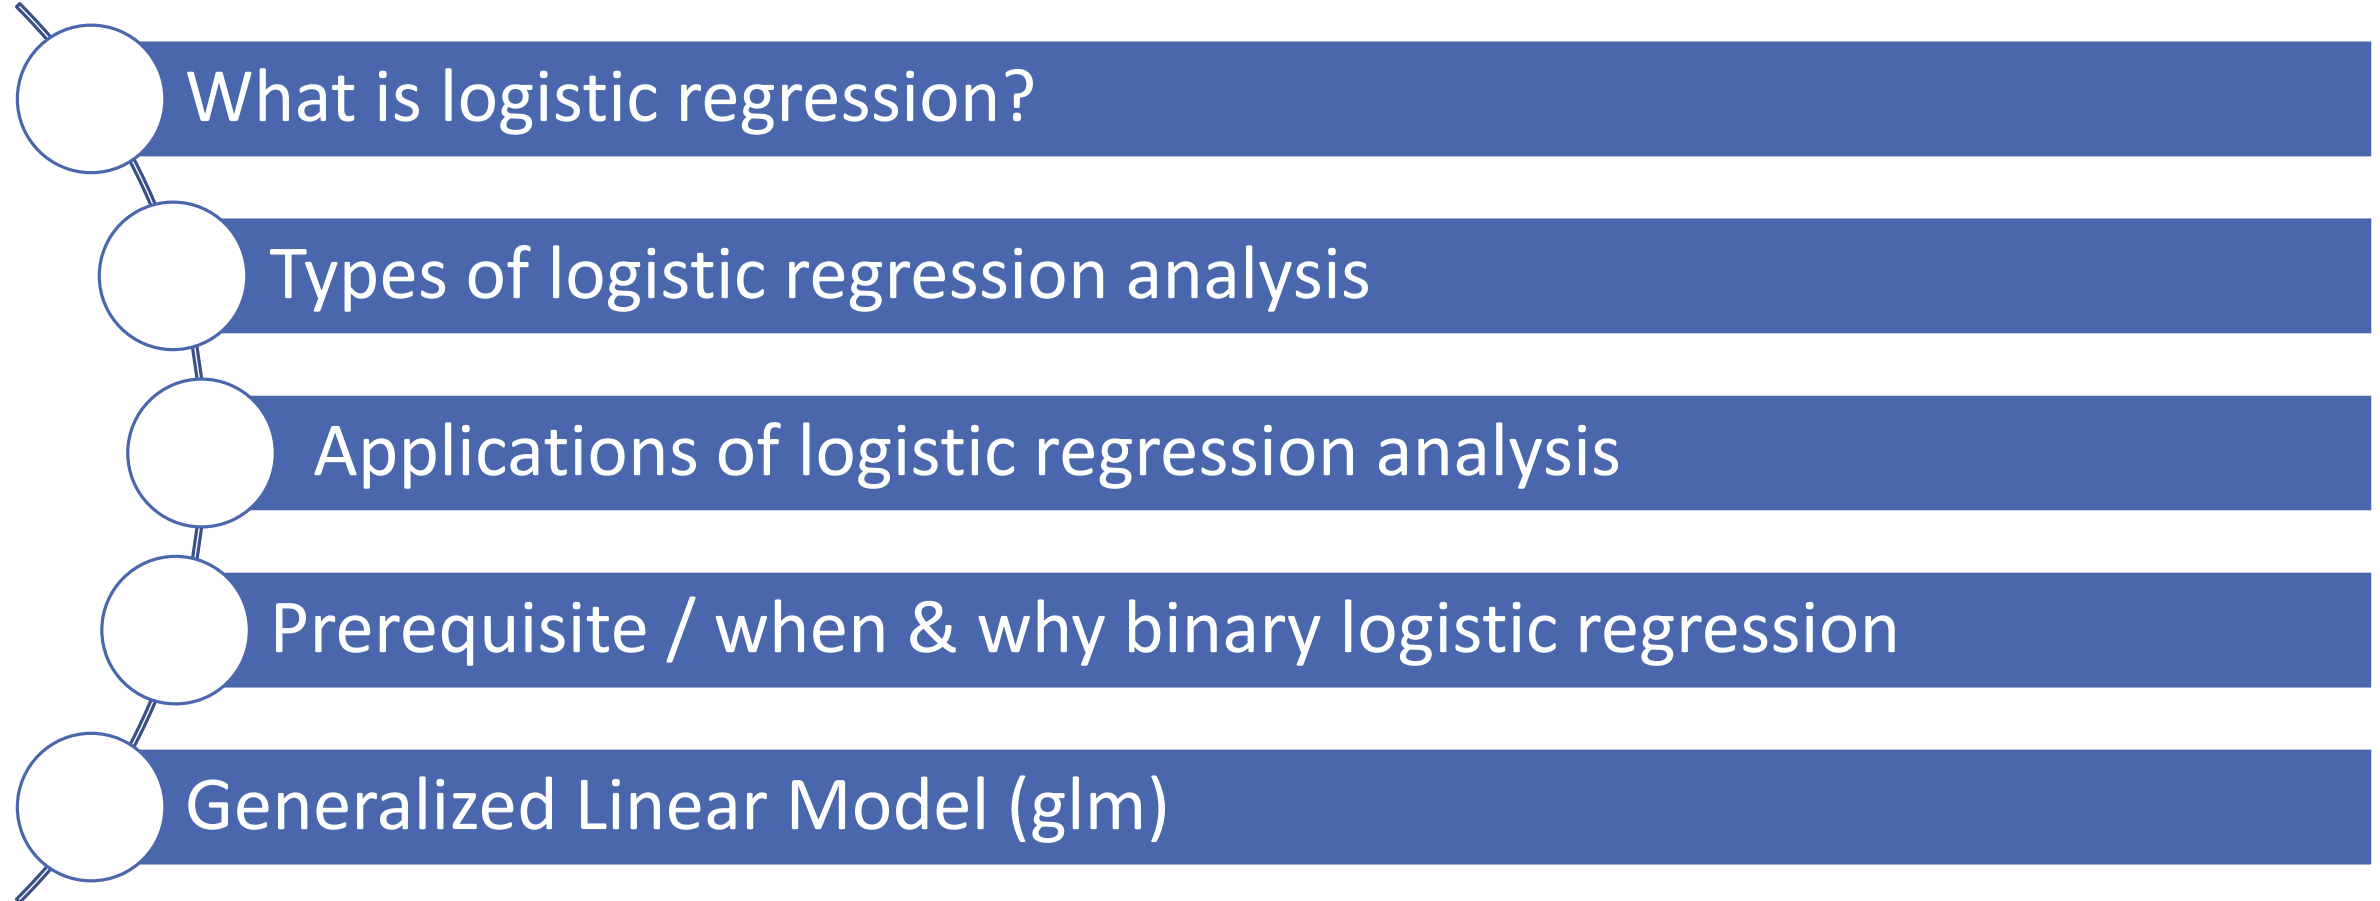 What is logistic regression?
Types of logistic regression analysis
Applications of logistic regression analysis
Prerequisite / when & why binary logistic regression
Generalized Linear Model (glm)